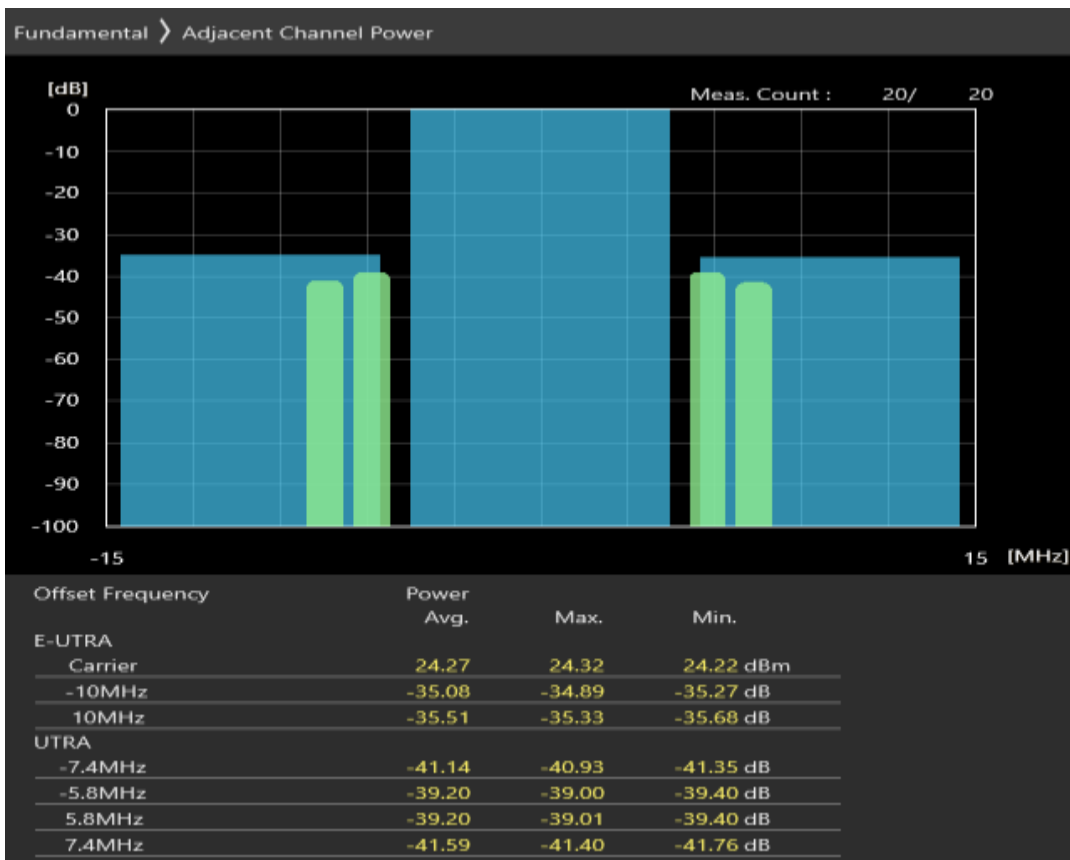 Fundamental ❯ Adjacent Channel Power
[dB]
Meas. Count : 20/ 20
0
-10
-20
-30
-40
-50
-60
-70
-80
-90
-100
-15 15 [MHz]
Offset Frequency Power
Avg. Max. Min.
E-UTRA
Carrier 24.27 24.32 24.22 dBm
-10MHz -35.08 -34.89 -35.27 dB
10MHz -35.51 -35.33 -35.68 dB
UTRA
-7.4MHz -41.14 -40.93 -41.35 dB
-5.8MHz -39.20 -39.00 -39.40 dB
5.8MHz -39.20 -39.01 -39.40 dB
7.4MHz -41.59 -41.40 -41.76 dB